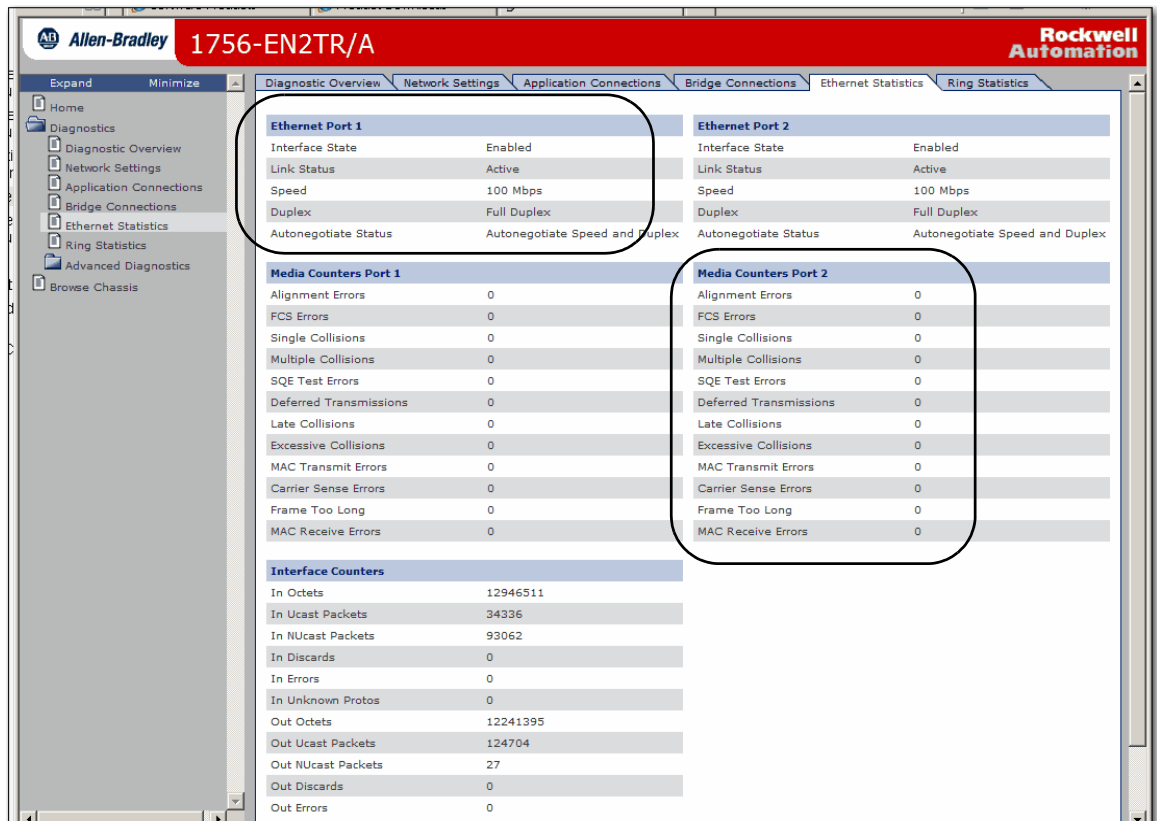 AB Allen-Bradley 1756-EN2TR/A Rockwell Automation
Expand Minimize
Home
Diagnostics
Diagnostic Overview
Network Settings
Application Connections
Bridge Connections
Ethernet Statistics
Ring Statistics
Advanced Diagnostics
Browse Chassis
Diagnostic Overview Network Settings Application Connections Bridge Connections Ethernet Statistics Ring Statistics
Ethernet Port 1
Interface State Enabled
Link Status Active
Speed 100 Mbps
Duplex Full Duplex
Autonegotiate Status Autonegotiate Speed and Duplex
Ethernet Port 2
Interface State Enabled
Link Status Active
Speed 100 Mbps
Duplex Full Duplex
Autonegotiate Status Autonegotiate Speed and Duplex
Media Counters Port 1
Alignment Errors 0
FCS Errors 0
Single Collisions 0
Multiple Collisions 0
SQE Test Errors 0
Deferred Transmissions 0
Late Collisions 0
Excessive Collisions 0
MAC Transmit Errors 0
Carrier Sense Errors 0
Frame Too Long 0
MAC Receive Errors 0
Media Counters Port 2
Alignment Errors 0
FCS Errors 0
Single Collisions 0
Multiple Collisions 0
SQE Test Errors 0
Deferred Transmissions 0
Late Collisions 0
Excessive Collisions 0
MAC Transmit Errors 0
Carrier Sense Errors 0
Frame Too Long 0
MAC Receive Errors 0
Interface Counters
In Octets 12946511
In Ucast Packets 34336
In NUcast Packets 93062
In Discards 0
In Errors 0
In Unknown Protos 0
Out Octets 12241395
Out Ucast Packets 124704
Out NUcast Packets 27
Out Discards 0
Out Errors 0